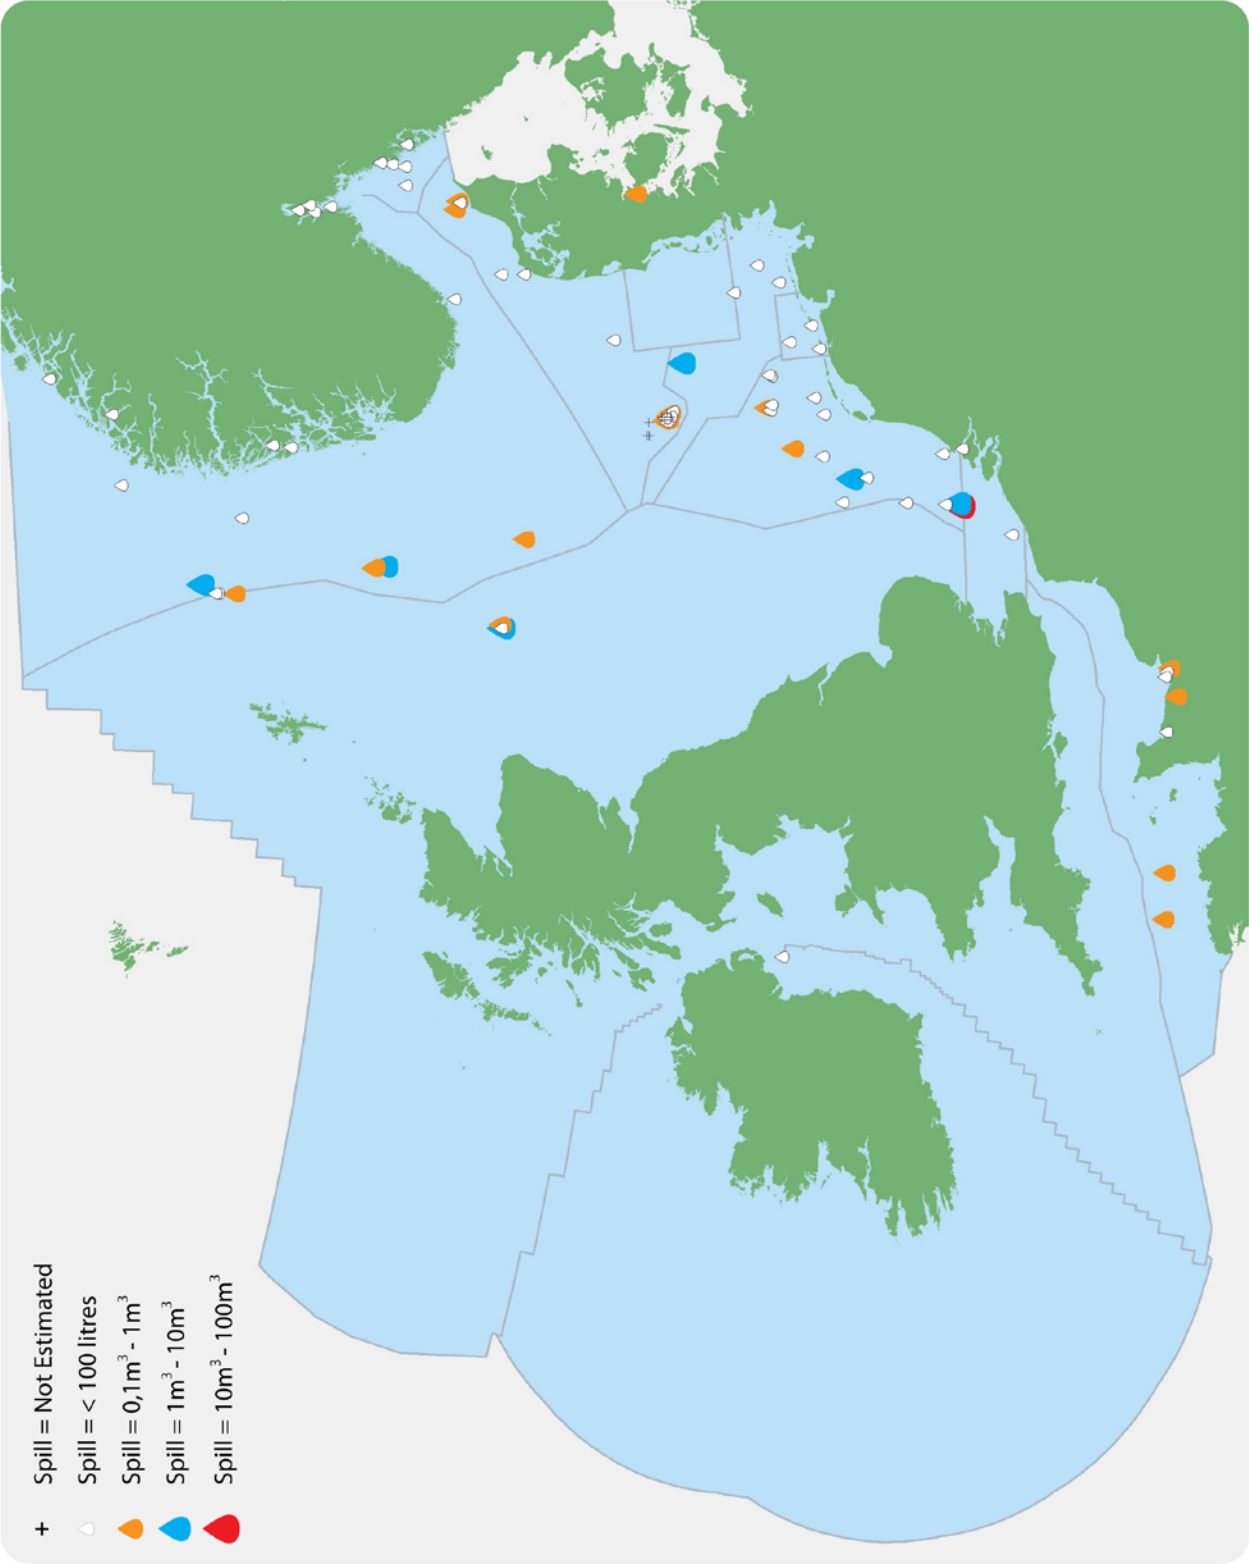 + Spill = Not Estimated
Spill = < 100 litres
Spill = 0,1m³ - 1m³
Spill = 1m³ - 10m³
Spill = 10m³ - 100m³